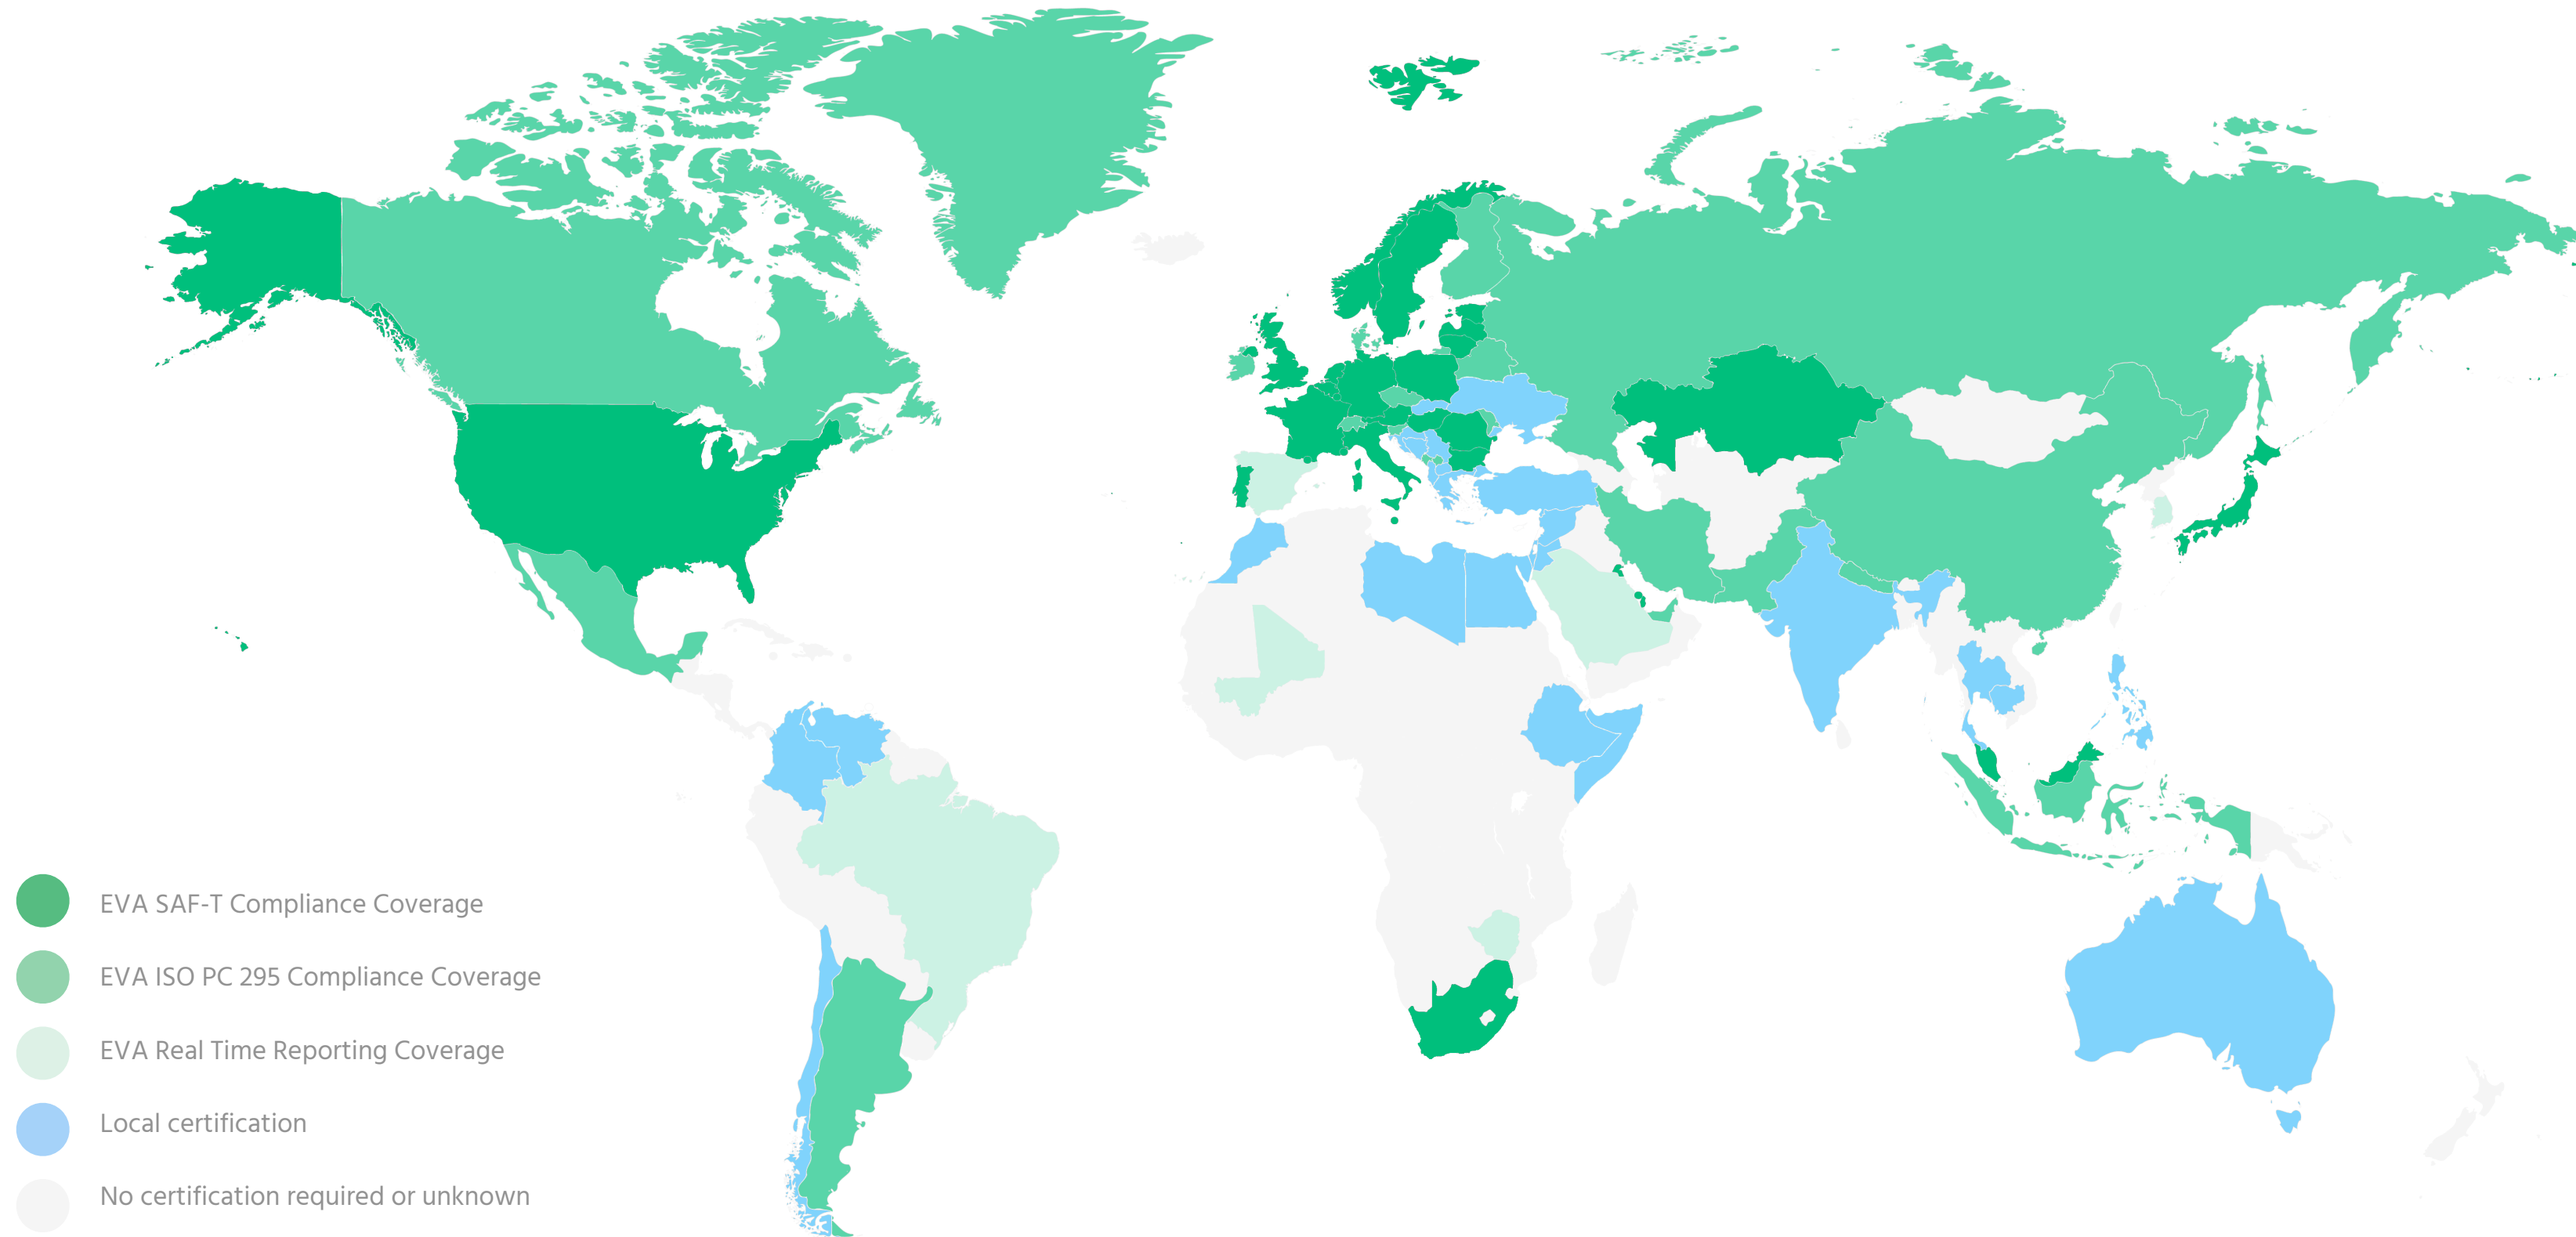 EVA SAF-T Compliance Coverage
EVA ISO PC 295 Compliance Coverage
EVA Real Time Reporting Coverage
Local certification
No certification required or unknown